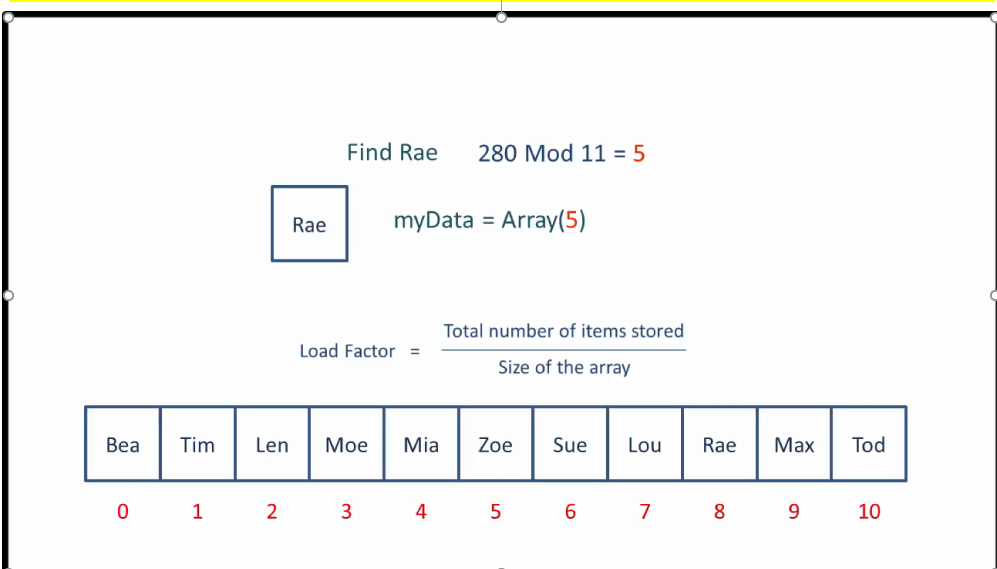 Find Rae 280 Mod 11 = 5
Rae
myData = Array(5)
Load Factor = Total number of items stored
Size of the array
Bea Tim Len Moe Mia Zoe Sue Lou Rae Max Tod
0 1 2 3 4 5 6 7 8 9 10